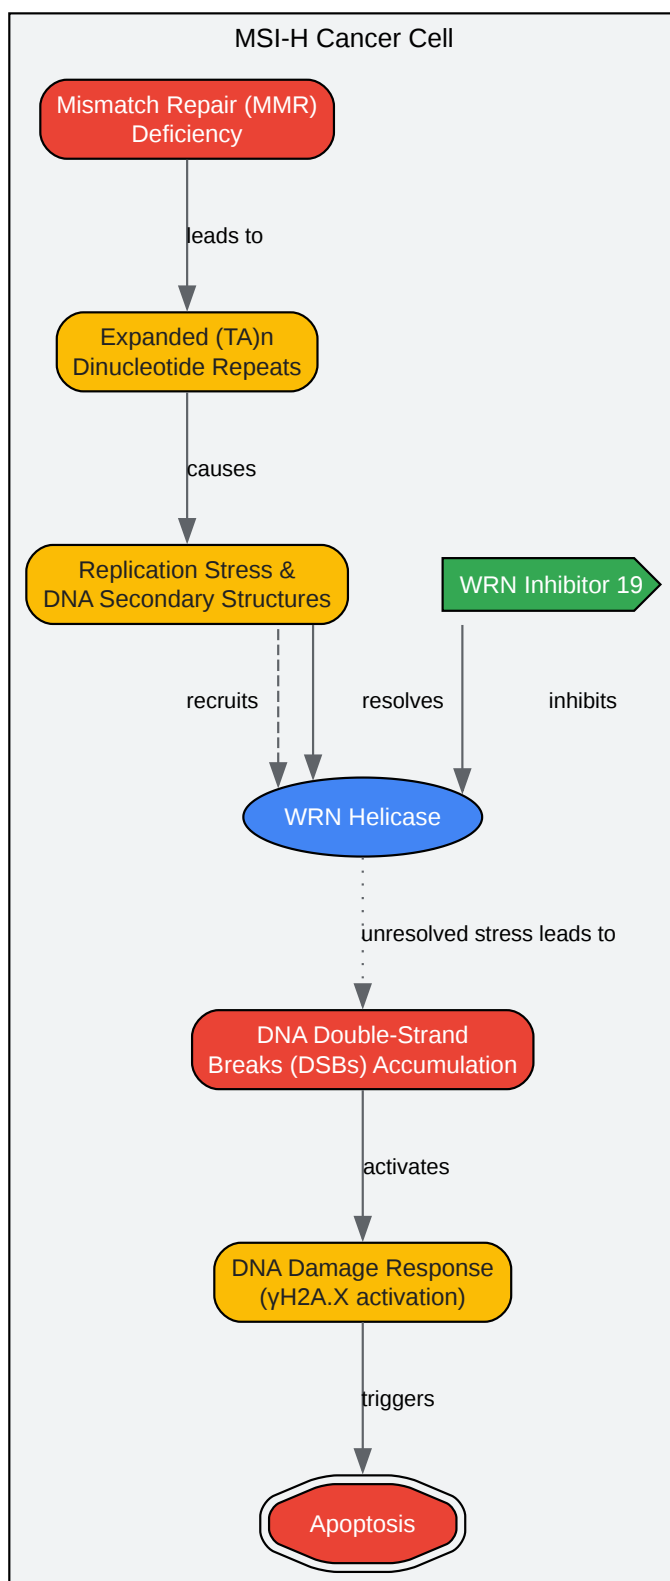 MSI-H Cancer Cell
Mismatch Repair (MMR)
Deficiency
leads to
Expanded (TA)n
Dinucleotide Repeats
causes
Replication Stress &
DNA Secondary Structures
WRN Inhibitor 19
recruits
resolves
inhibits
WRN Helicase
unresolved stress leads to
DNA Double-Strand
Breaks (DSBs) Accumulation
activates
DNA Damage Response
(γH2A.X activation)
triggers
Apoptosis